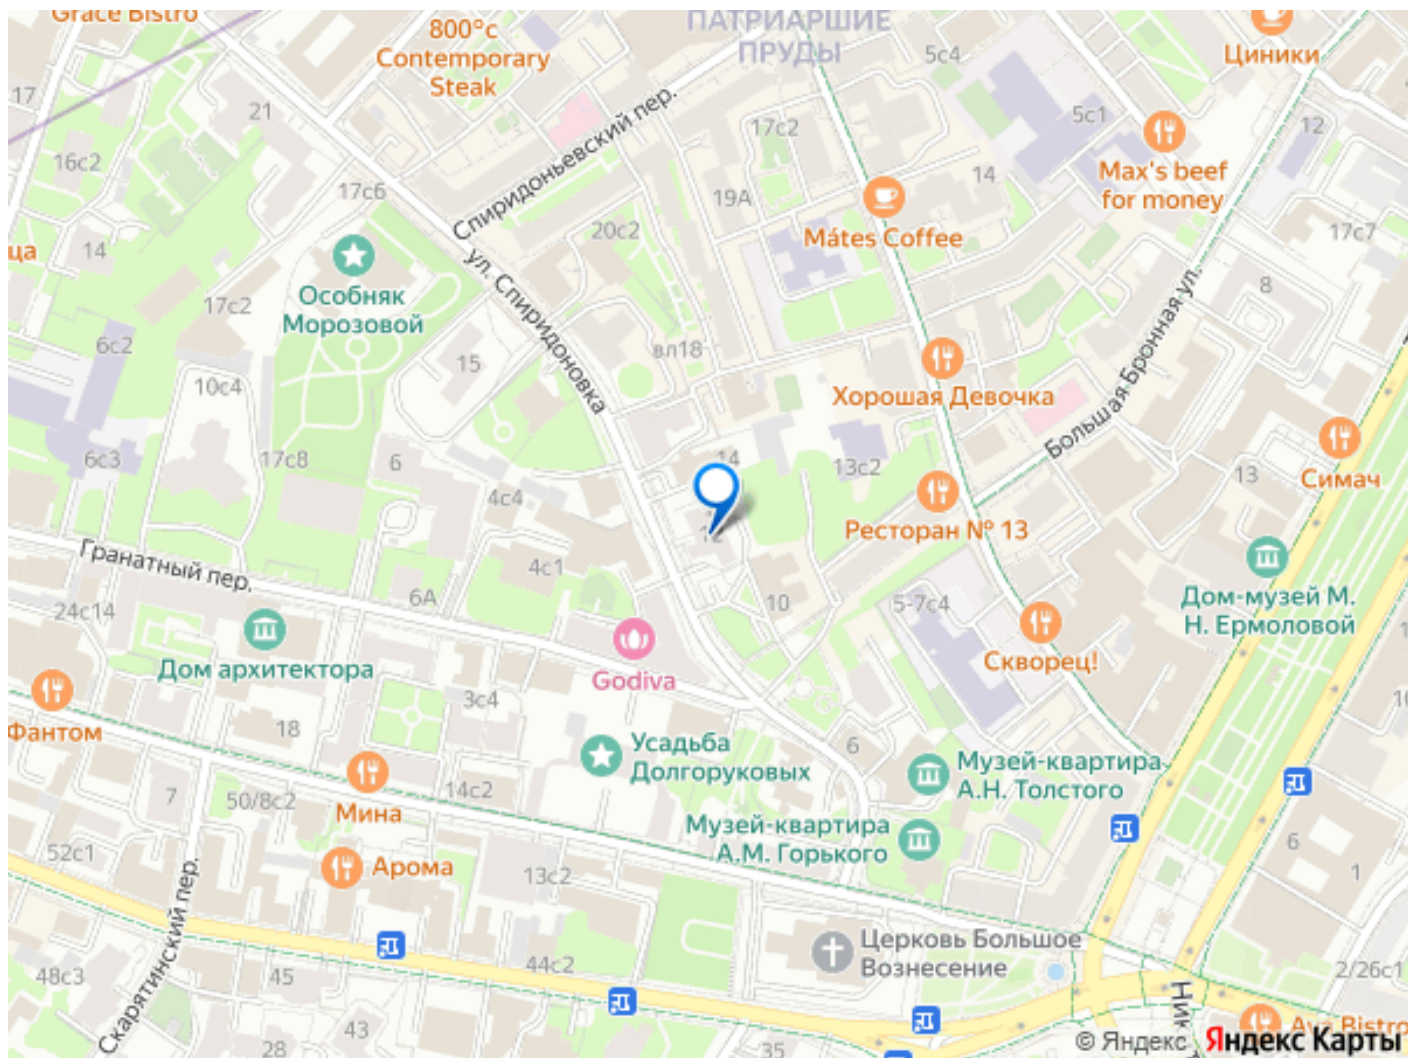 Grace Bistro
800°c
Contemporary
Steak
ПАТРИАРШИЕ
ПРУДЫ
5с4
Циники
17
21
Спиридоньевский пер.
17с2
5с1
12
16с2
Max's beef
for money
17с6
19А
14
Mátes Coffee
20с2
17с7
ца
14
ул. Спиридоновка
Особняк
Морозовой
17с2
8
6с2
вл18
15
Хорошая Девочка
Большая Бронная ул.
10с4
6с3
17с8
6
14
13с2
13
Симач
4с4
Ресторан № 13
Гранатный пер.
4с1
6А
10
5-7с4
Дом-музей М.
Н. Ермоловой
24с14
Дом архитектора
Godiva
Скворец!
3с4
Фантом
18
Усадьба
Долгоруковых
6
Музей-квартира
А.Н. Толстого
7
50/8с2
Мина
14с2
Музей-квартира
А.М. Горького
6
1
52с1
Арома
13с2
Скарятинский пер.
Церковь Большое
Вознесение
48с3
45
44с2
2/26с1
Ник
43
28
35
Ava Bistro
© Яндекс Яндекс Карты